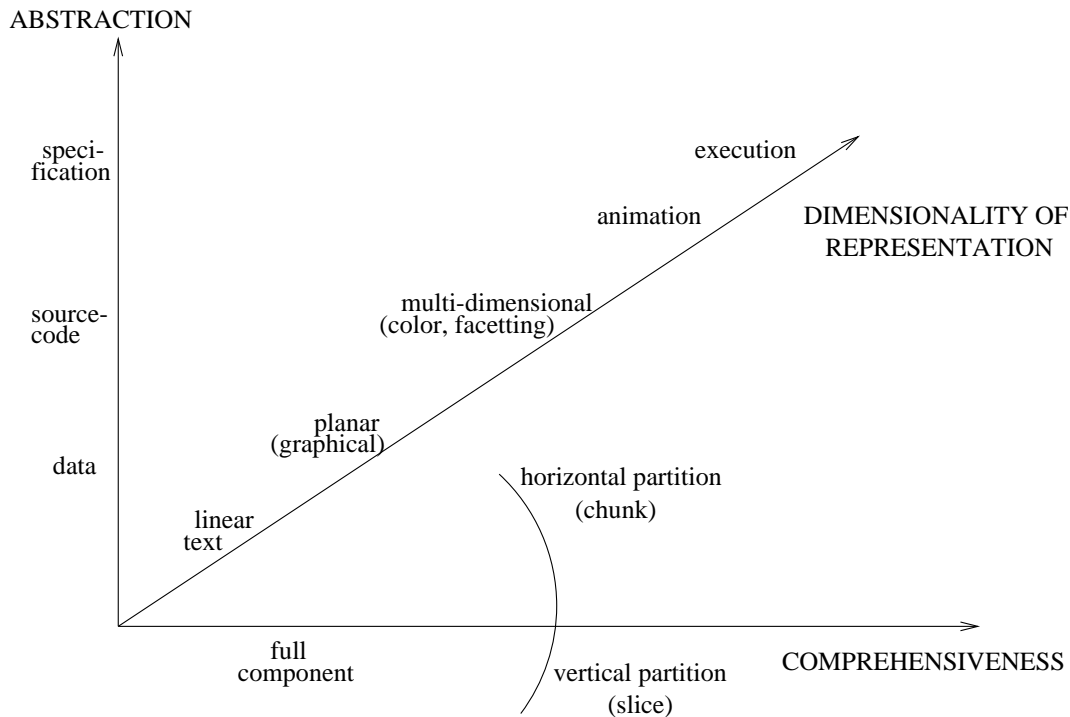 ABSTRACTION
speci-
fication
execution
animation
DIMENSIONALITY OF
REPRESENTATION
multi-dimensional
(color, facetting)
source-
code
planar
(graphical)
data
horizontal partition
(chunk)
linear
text
full
component
COMPREHENSIVENESS
vertical partition
(slice)